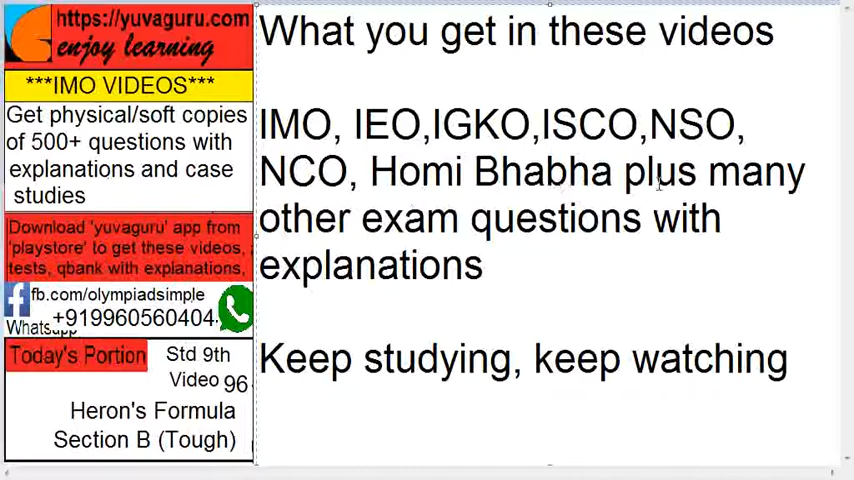 https://yuvaguru.com
enjoy learning
***IMO VIDEOS***
Get physical/soft copies
of 500+ questions with
explanations and case
studies
Download 'yuvaguru' app from
'playstore' to get these videos,
tests, qbank with explanations,
fb.com/olympiadsimple
+919960560404
Whatsapp
Today's Portion
Std 9th
Video 96
Heron's Formula
Section B (Tough)
What you get in these videos
IMO, IEO,IGKO,ISCO,NSO,
NCO, Homi Bhabha plus many
other exam questions with
explanations
Keep studying, keep watching